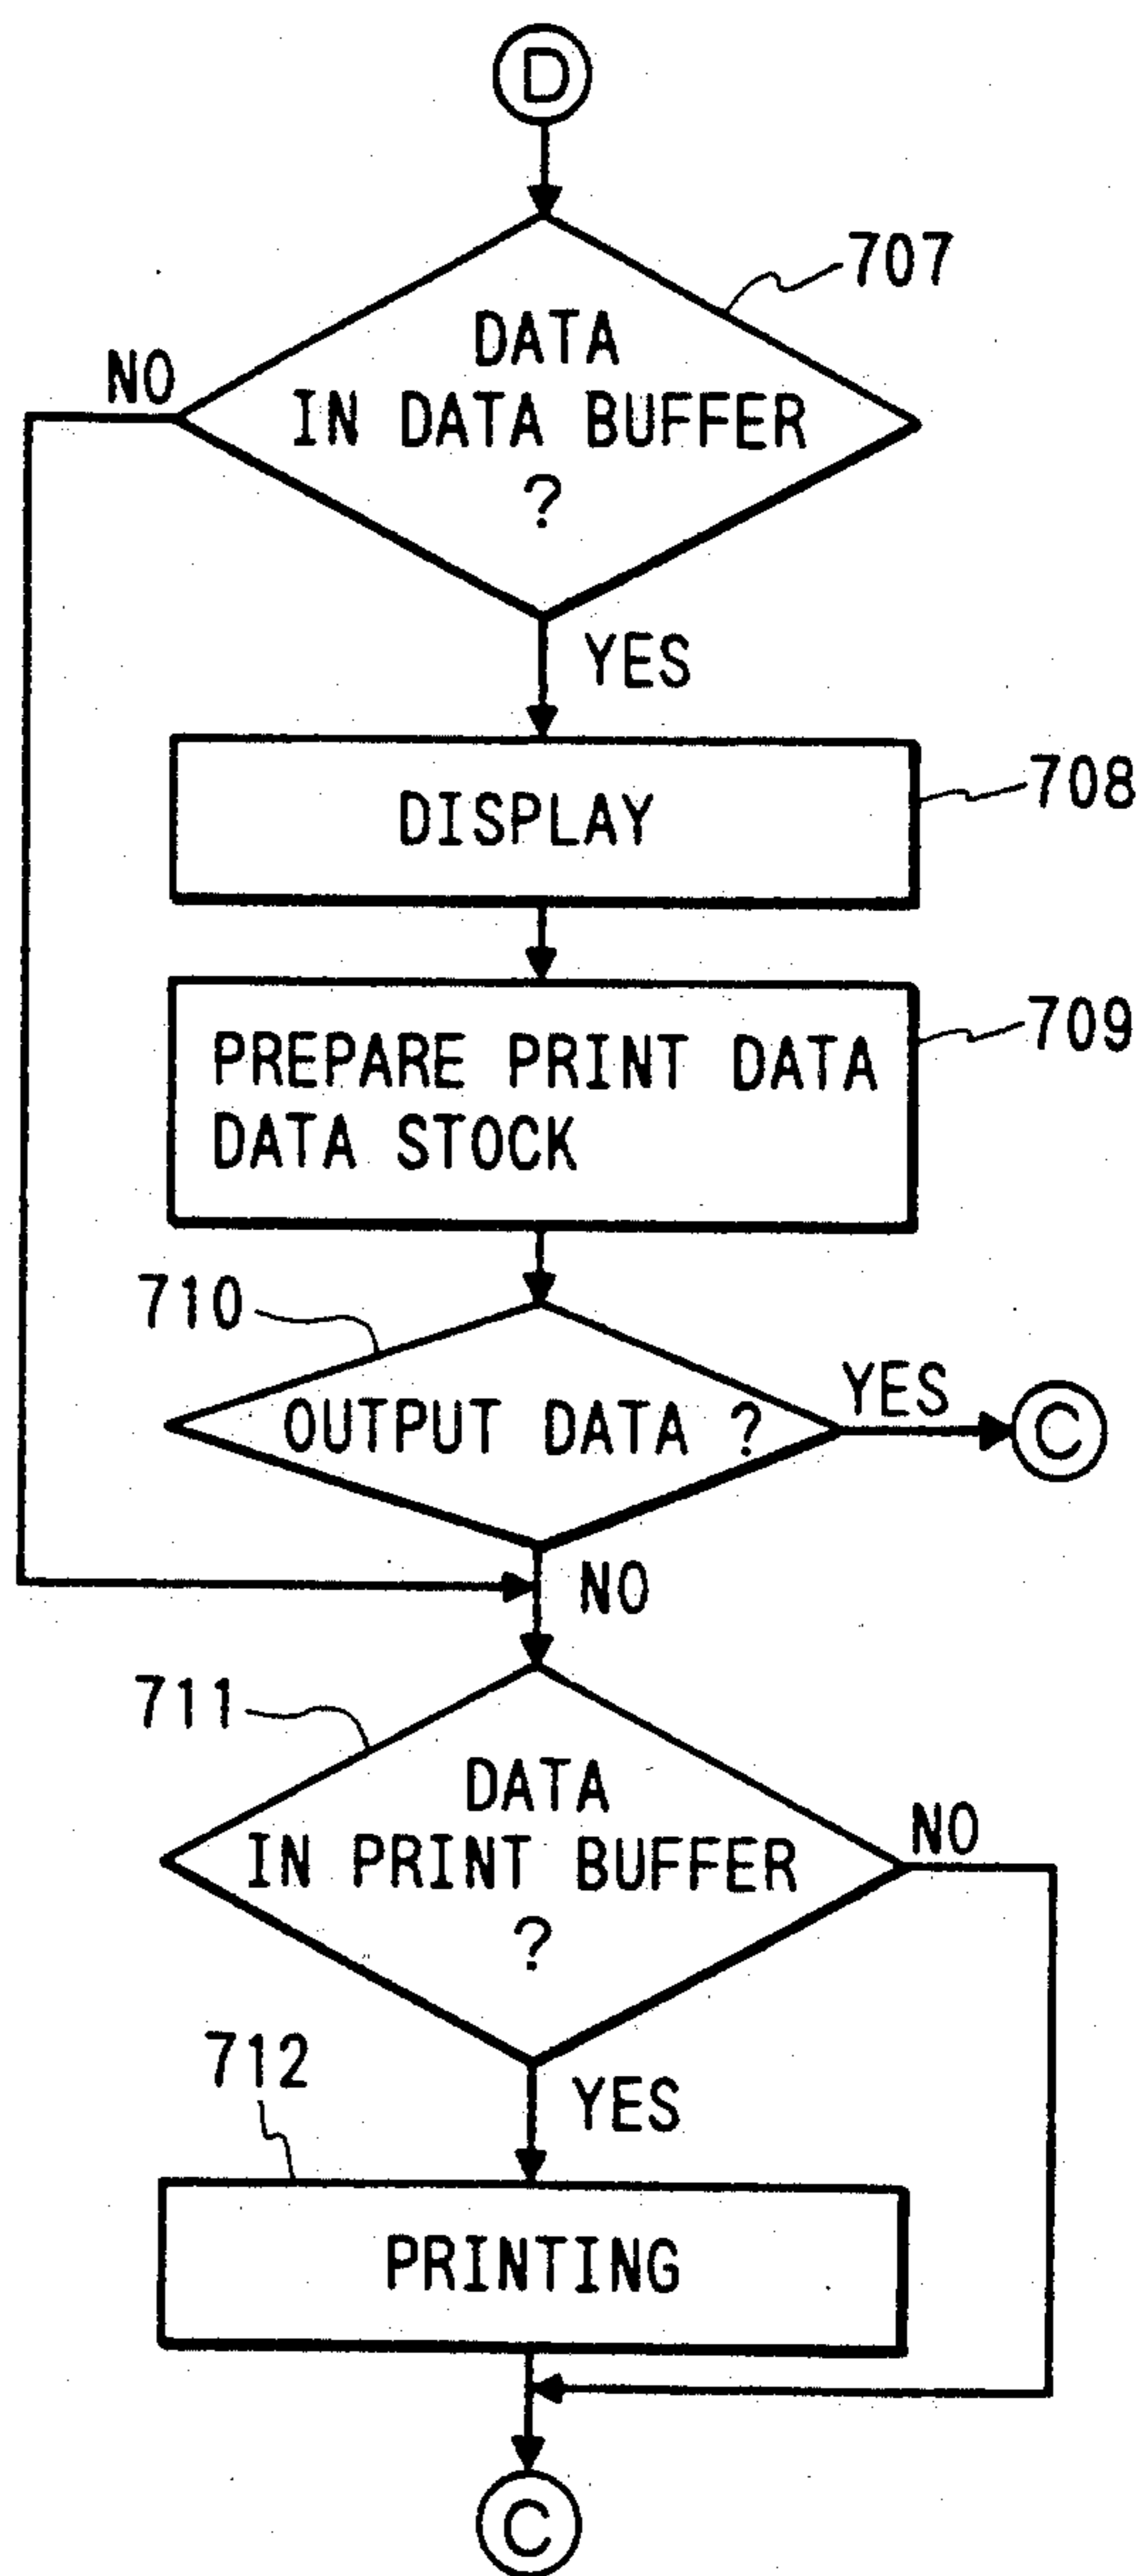 D
707
DATA
IN DATA BUFFER
?
NO
YES
DISPLAY
708
PREPARE PRINT DATA
DATA STOCK
709
710
OUTPUT DATA ?
YES
C
NO
711
DATA
IN PRINT BUFFER
?
NO
712
YES
PRINTING
C